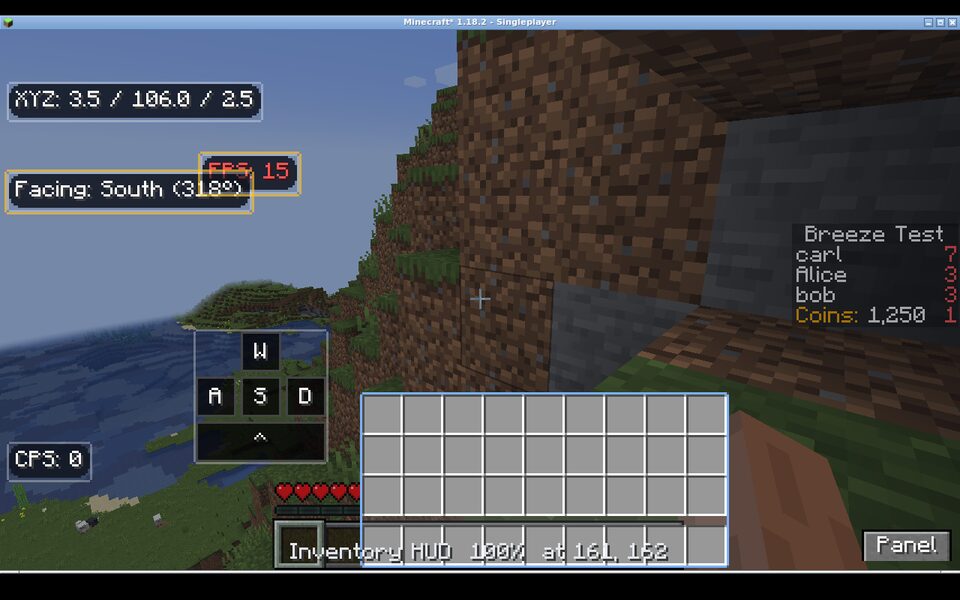 Minecraft* 1.18.2 - Singleplayer
XYZ: 3.5 / 106.0 / 2.5
FPS: 15
Facing: South (318°)
Breeze Test
carl 7
Alice 3
bob 3
Coins: 1,250 1
W
A S D
^
CPS: 0
Inventory HUD 100% at 161, 152
Panel